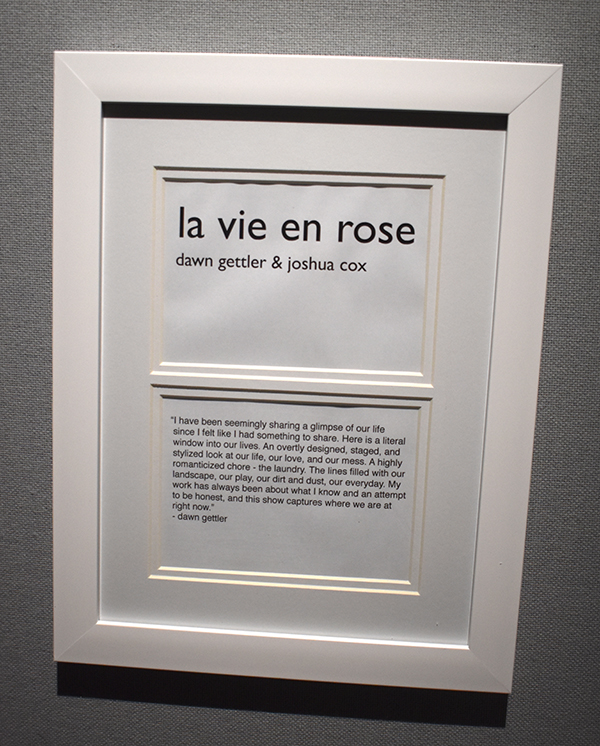 la vie en rose
dawn gettler & joshua cox
"I have been seemingly sharing a glimpse of our life
since I felt like I had something to share. Here is a literal
window into our lives. An overtly designed, staged, and
stylized look at our life, our love, and our mess. A highly
romanticized chore - the laundry. The lines filled with our
landscape, our play, our dirt and dust, our everyday. My
work has always been about what I know and an attempt
to be honest, and this show captures where we are at
right now."
- dawn gettler